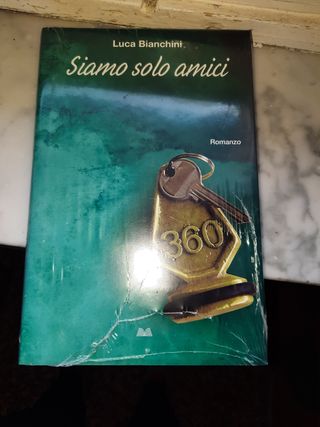 Luca Bianchini
Siamo solo amici
Romanzo
360